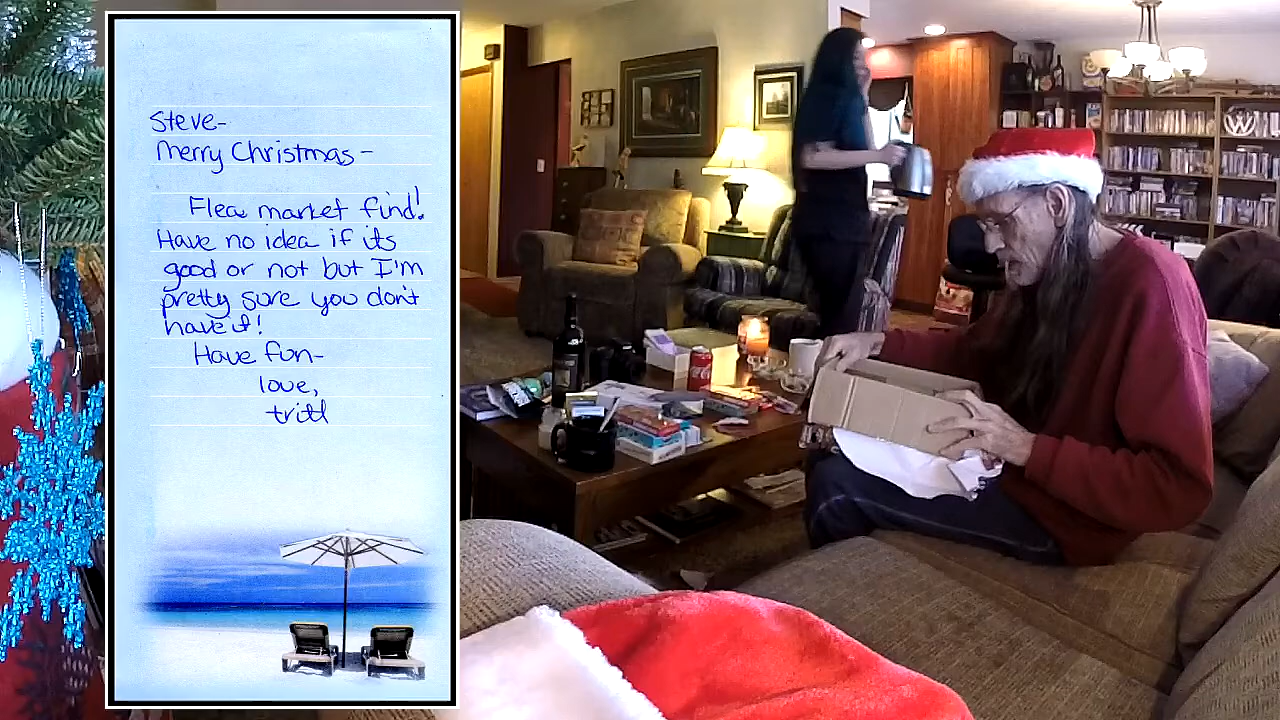 Steve-
Merry Christmas-
Flea market find!
Have no idea if its
good or not but I'm
pretty sure you don't
have it!
Have fun-
love,